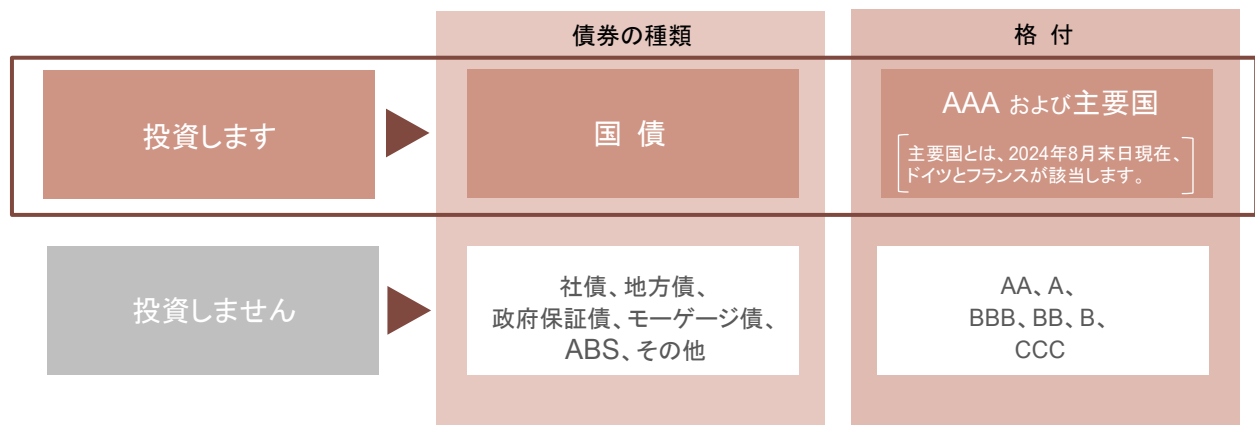 債券の種類
格 付
投資します
国 債
AAA および主要国
主要国とは、2024年8月末日現在、
ドイツとフランスが該当します。
投資しません
社債、地方債、
政府保証債、モーゲージ債、
ABS、その他
AA、A、
BBB、BB、B、
CCC